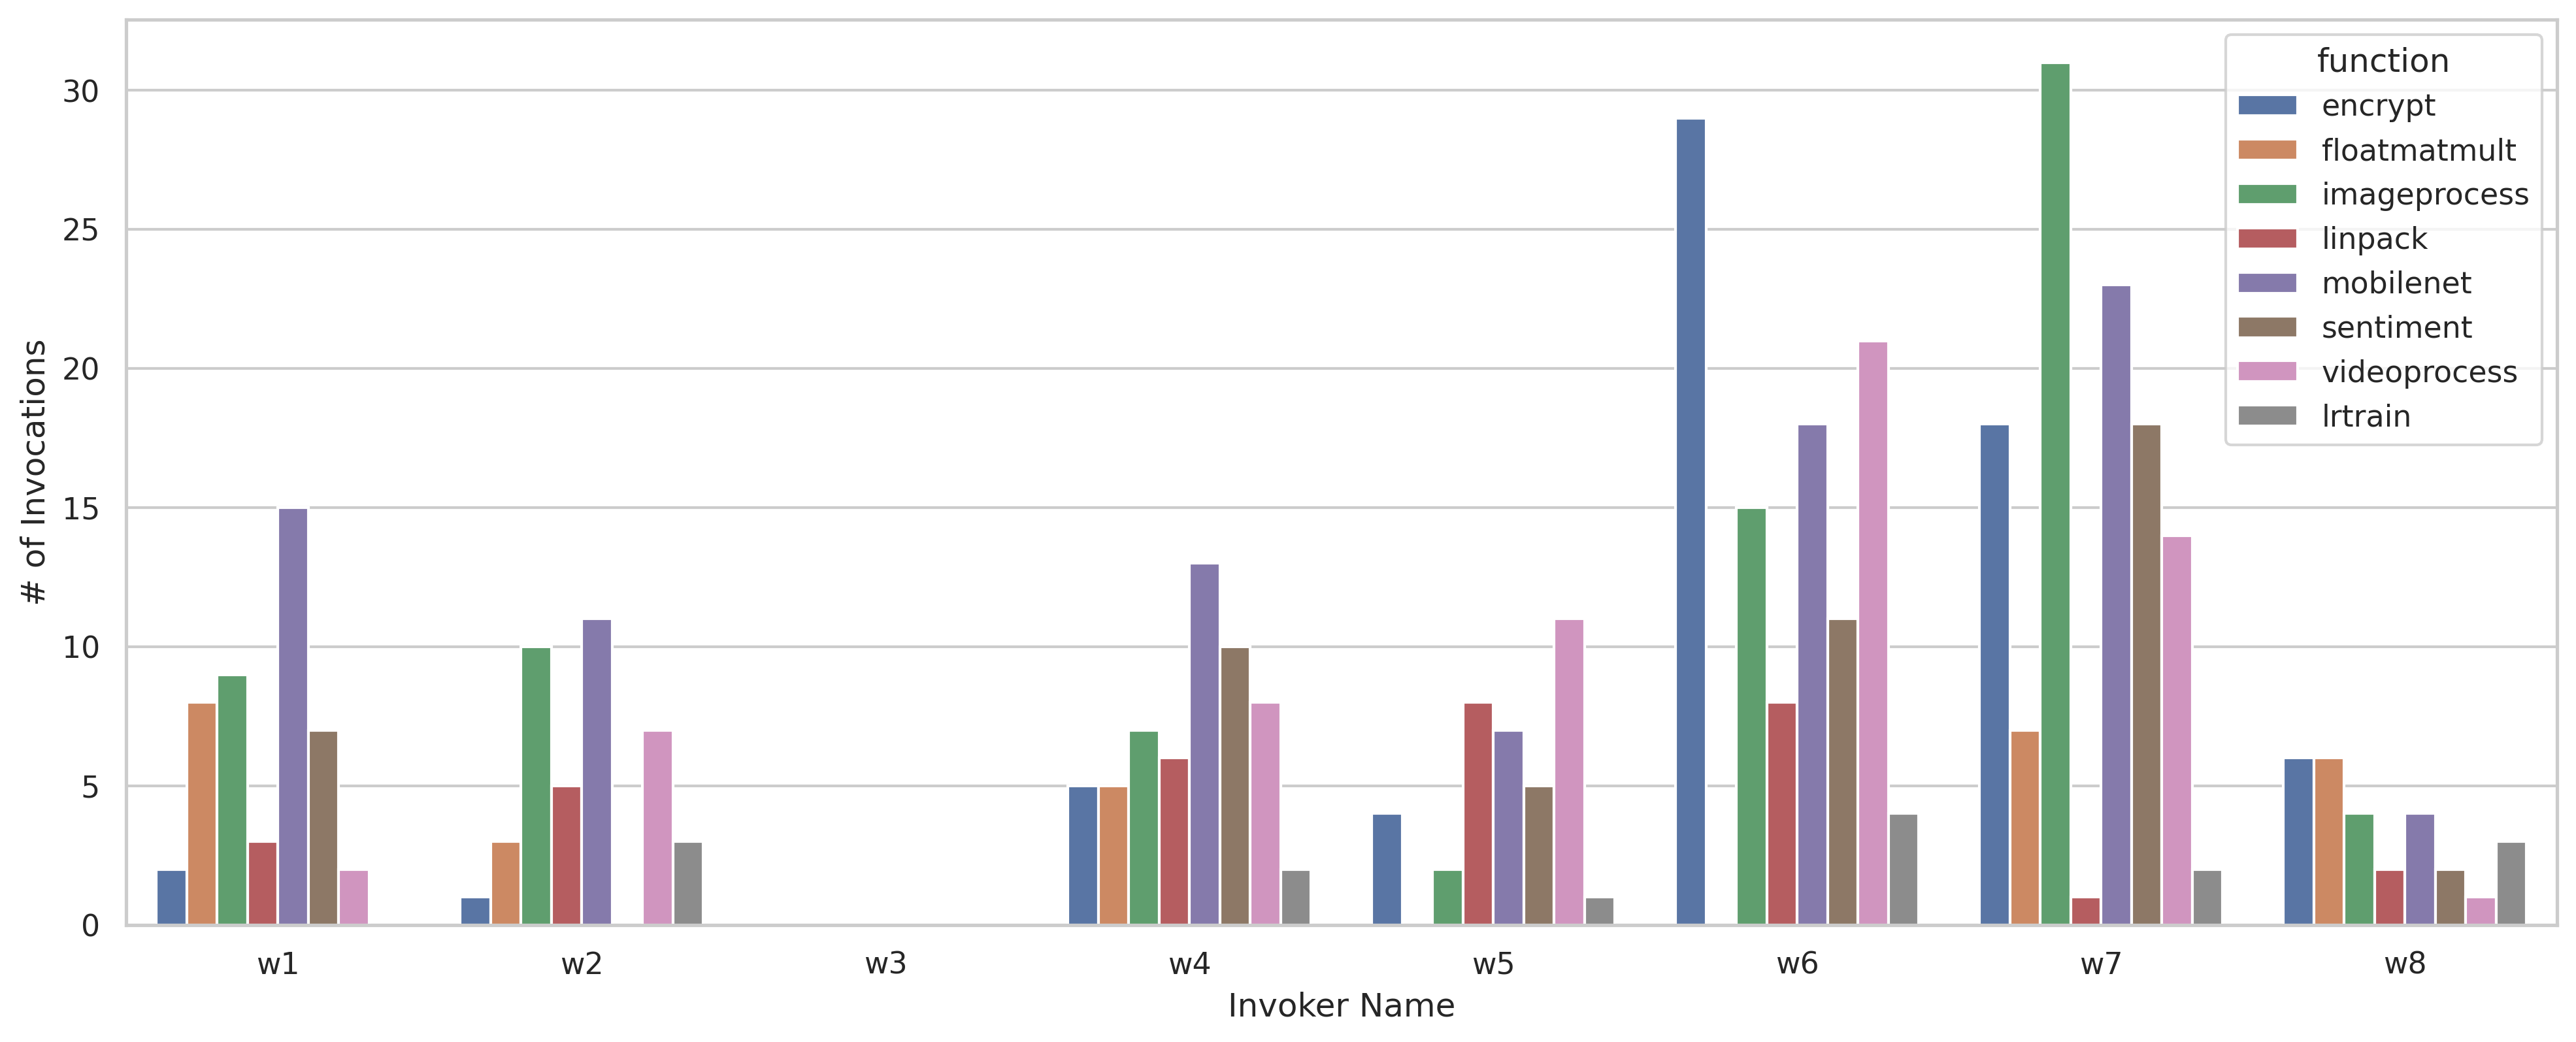 function
encrypt
floatmatmult
imageprocess
linpack
mobilenet
sentiment
videoprocess
lrtrain
# of Invocations
30
25
20
15
10
5
0
w1 w2 w3 w4 w5 w6 w7 w8
Invoker Name